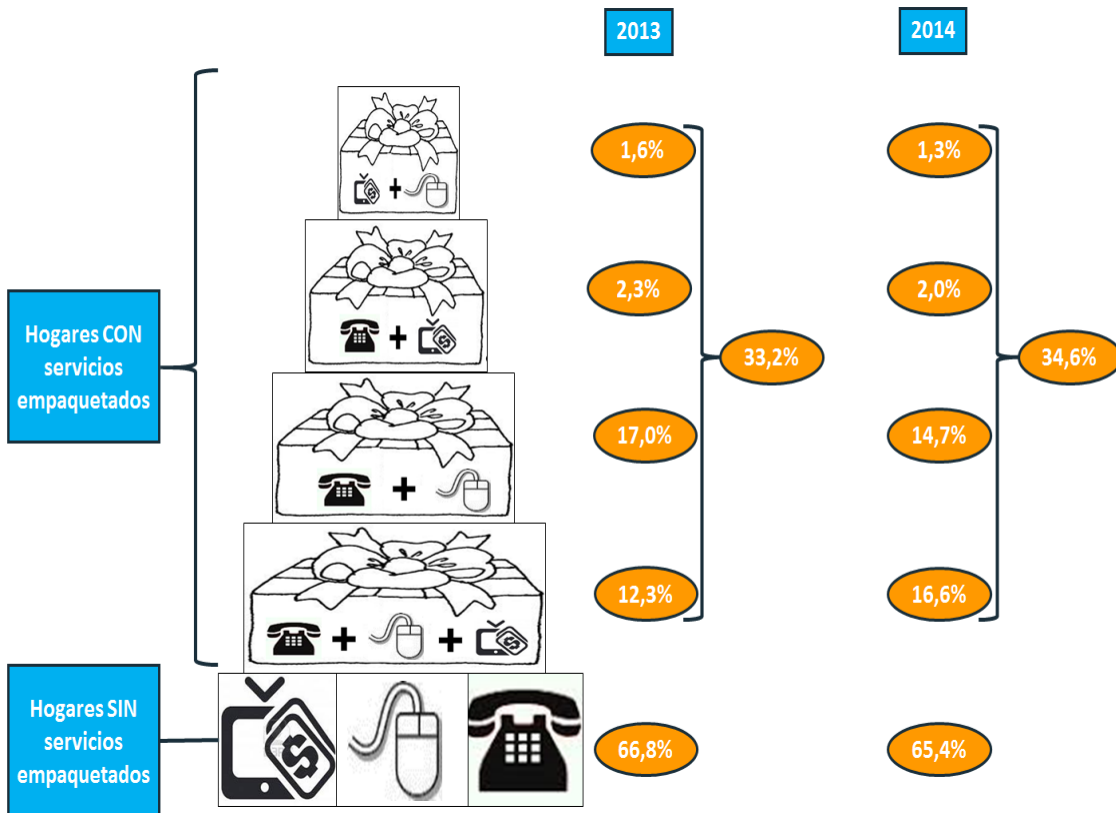 2013
2014
1,6%
1,3%
2,3%
2,0%
Hogares CON
servicios
empaquetados
33,2%
34,6%
17,0%
14,7%
12,3%
16,6%
Hogares SIN
servicios
empaquetados
66,8%
65,4%